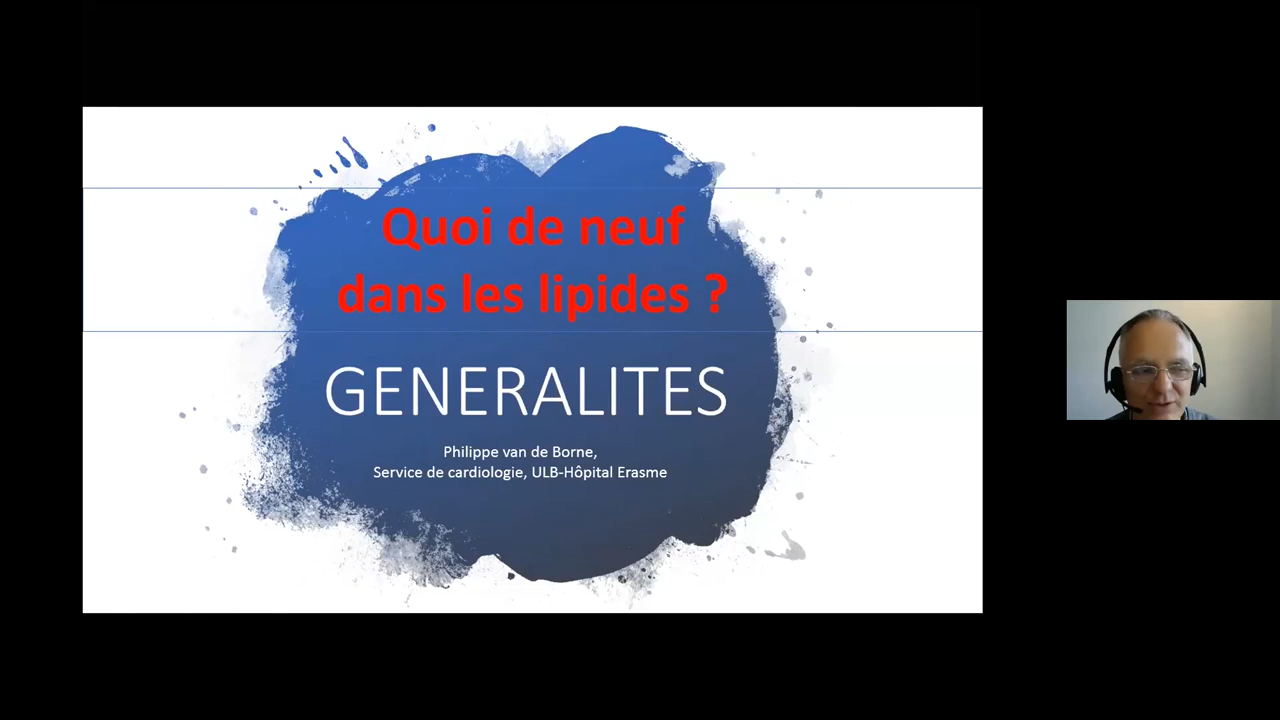 Quoi de neuf
dans les lipides ?
GENERALITES
Philippe van de Borne,
Service de cardiologie, ULB-Hôpital Erasme